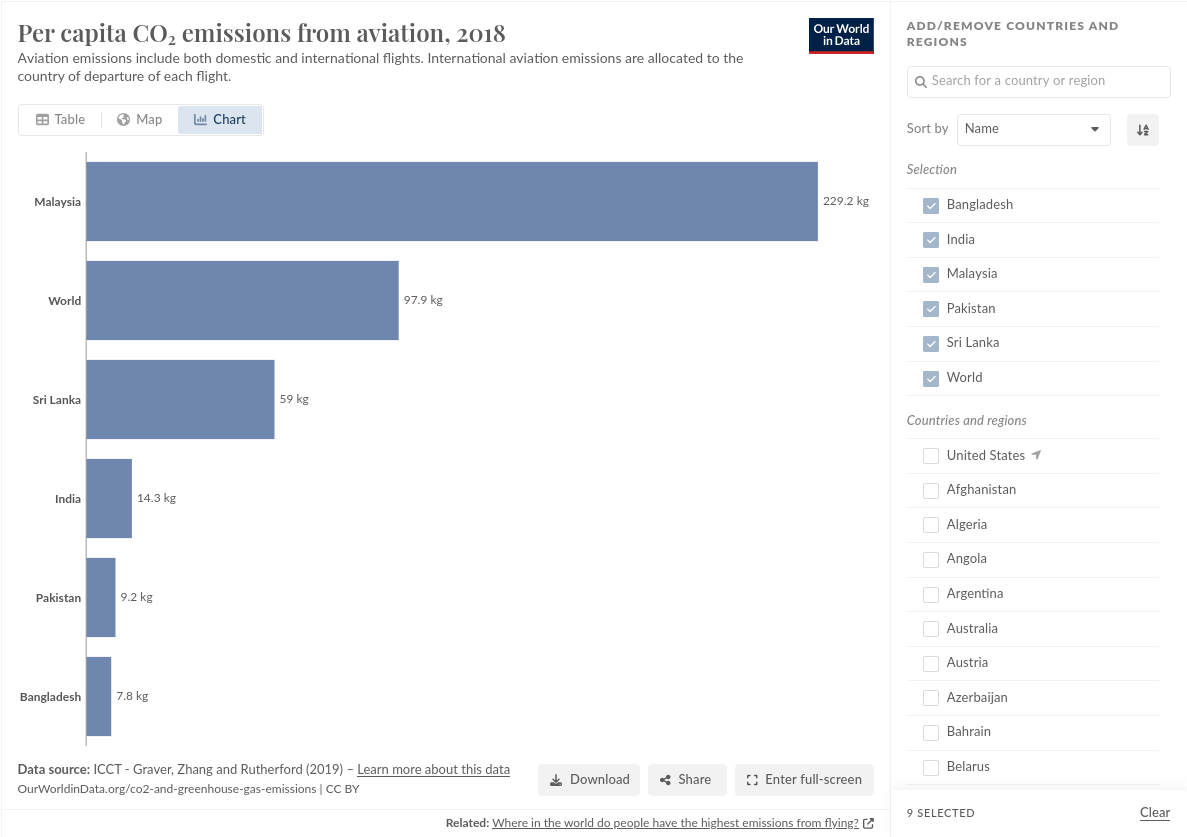 Per capita CO₂ emissions from aviation, 2018
Aviation emissions include both domestic and international flights. International aviation emissions are allocated to the
country of departure of each flight.
Our World
in Data
Table
Map
Chart
Malaysia
229.2 kg
World
97.9 kg
Sri Lanka
59 kg
India
14.3 kg
Pakistan
9.2 kg
Bangladesh
7.8 kg
Data source: ICCT - Graver, Zhang and Rutherford (2019) – Learn more about this data
OurWorldinData.org/co2-and-greenhouse-gas-emissions | CC BY
Download
Share
Enter full-screen
Related: Where in the world do people have the highest emissions from flying?
ADD/REMOVE COUNTRIES AND
REGIONS
Search for a country or region
Sort by
Name
Selection
Bangladesh
India
Malaysia
Pakistan
Sri Lanka
World
Countries and regions
United States
Afghanistan
Algeria
Angola
Argentina
Australia
Austria
Azerbaijan
Bahrain
Belarus
9 SELECTED
Clear